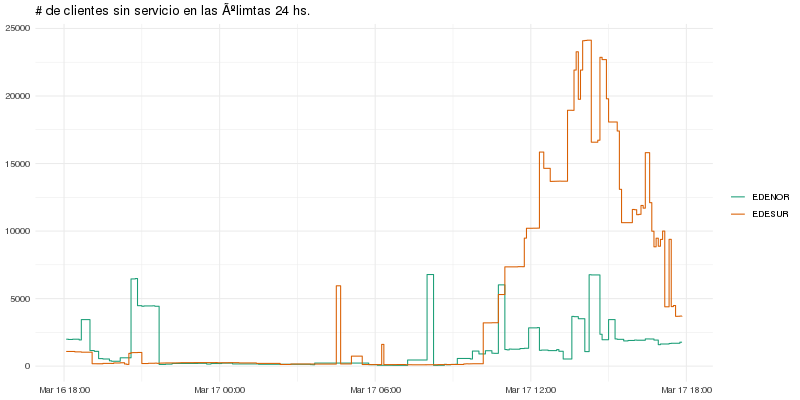 # de clientes sin servicio en las Ãºlimtas 24 hs.
25000
20000
15000
10000
5000
0
Mar 16 18:00
Mar 17 00:00
Mar 17 06:00
Mar 17 12:00
Mar 17 18:00
EDENOR
EDESUR